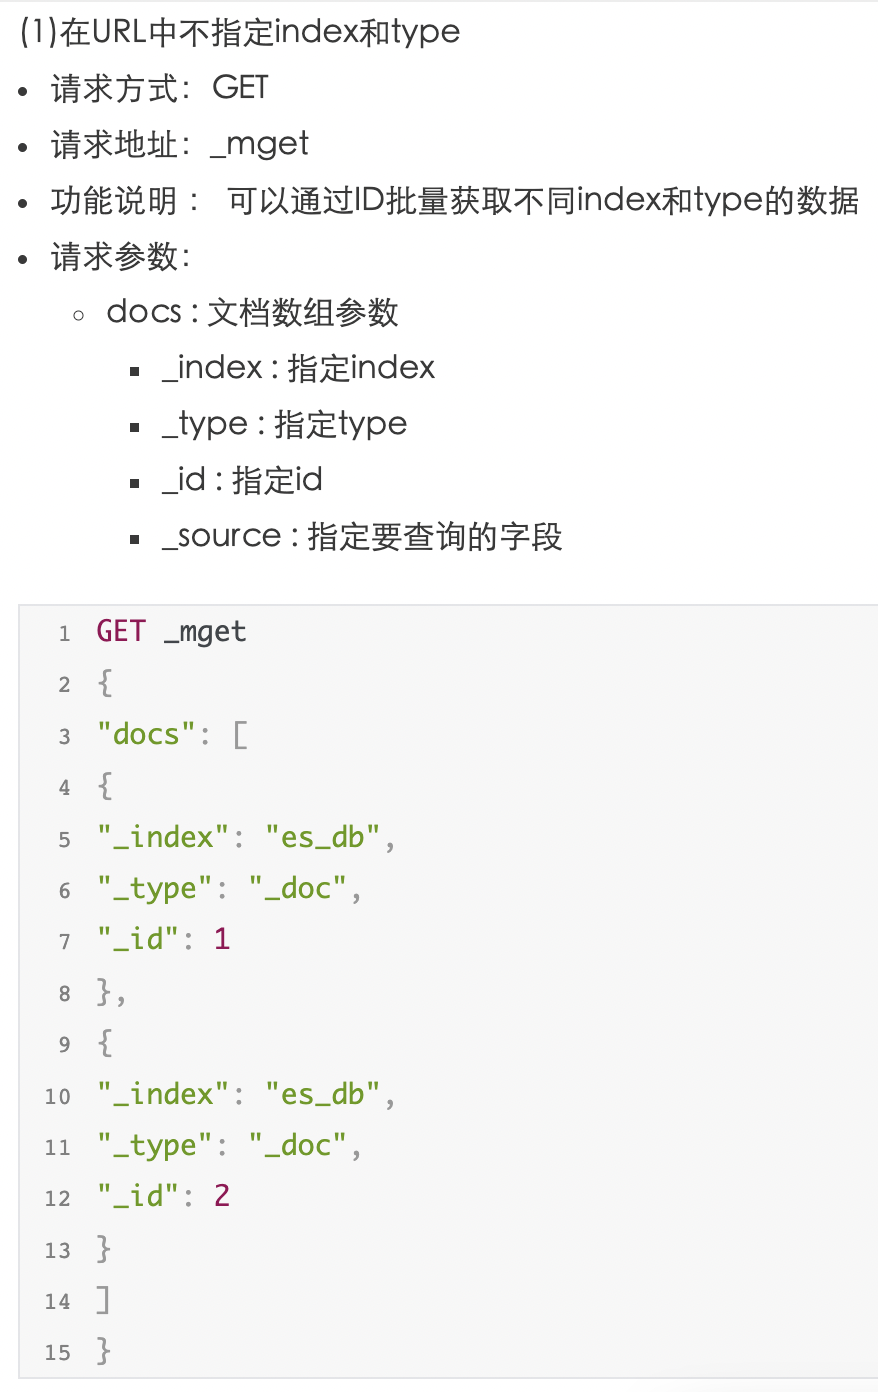 (1)在URL中不指定index和type
• 请求方式：GET
• 请求地址：_mget
• 功能说明 ： 可以通过ID批量获取不同index和type的数据
• 请求参数：
◦ docs : 文档数组参数
▪ _index : 指定index
▪ _type : 指定type
▪ _id : 指定id
▪ _source : 指定要查询的字段
1 GET _mget
2 {
3 "docs": [
4 {
5 "_index": "es_db",
6 "_type": "_doc",
7 "_id": 1
8 },
9 {
10 "_index": "es_db",
11 "_type": "_doc",
12 "_id": 2
13 }
14 ]
15 }